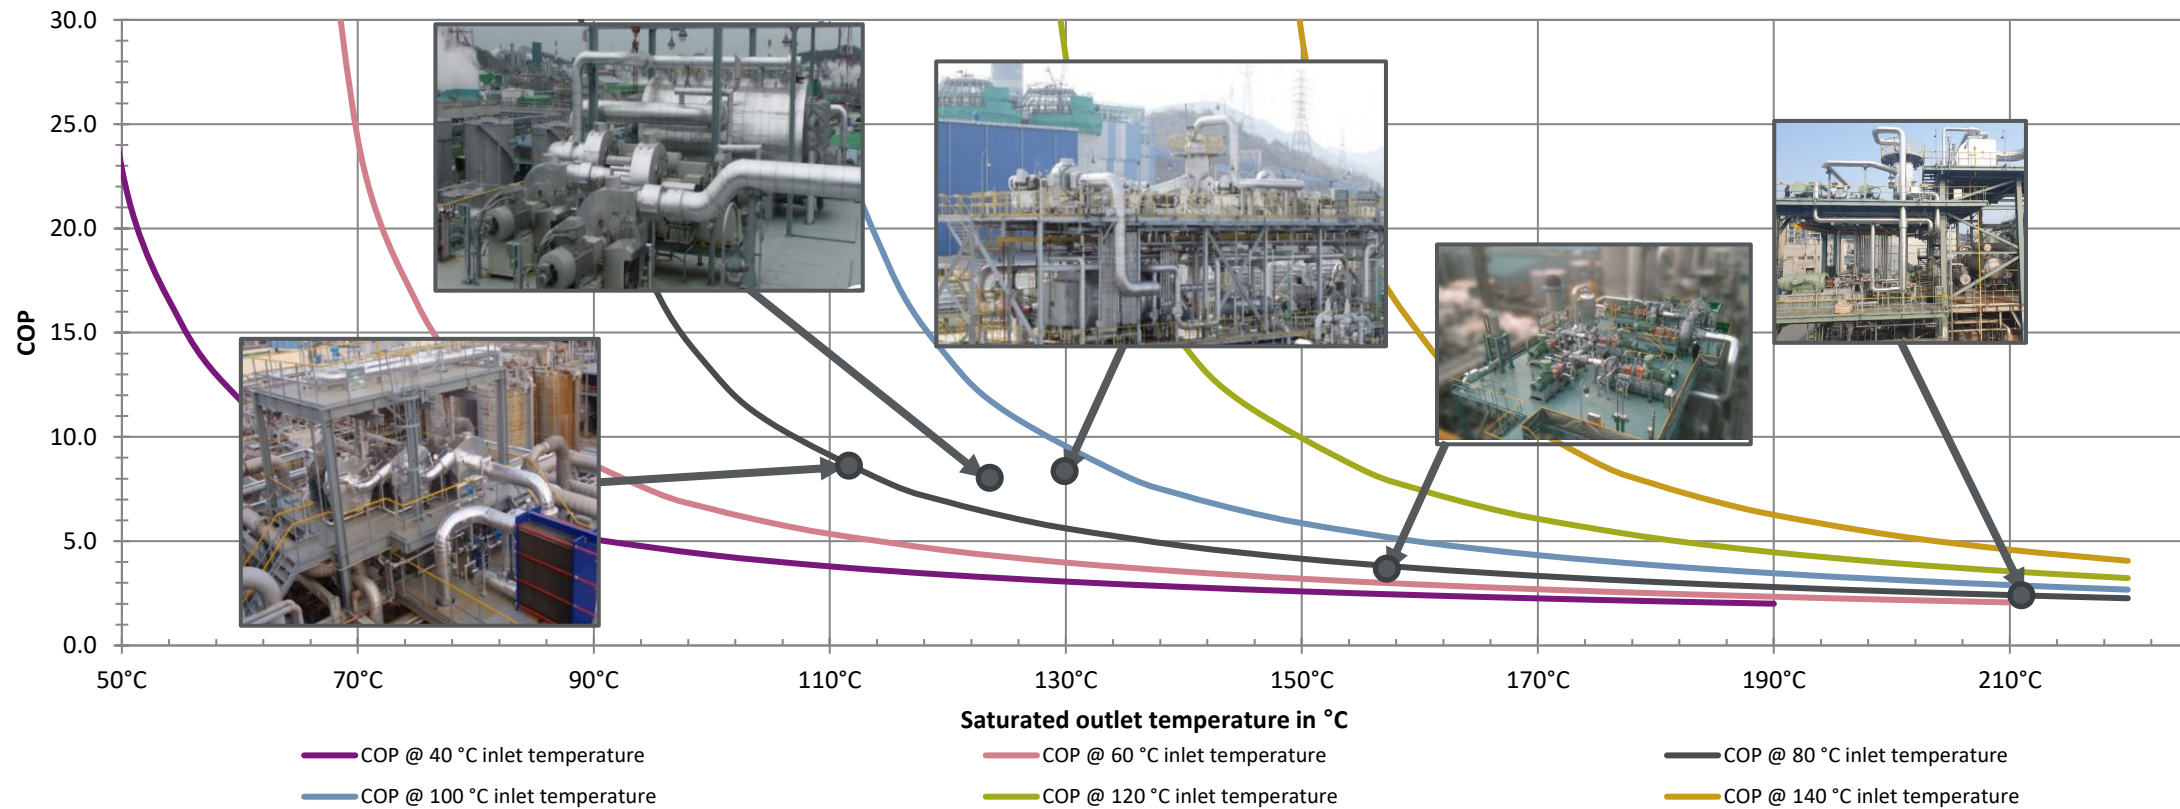 30.0
25.0
20.0
15.0
10.0
5.0
0.0
COP
50°C 70°C 90°C 110°C 130°C 150°C 170°C 190°C 210°C
Saturated outlet temperature in °C
COP @ 40 °C inlet temperature COP @ 60 °C inlet temperature COP @ 80 °C inlet temperature
COP @ 100 °C inlet temperature COP @ 120 °C inlet temperature COP @ 140 °C inlet temperature